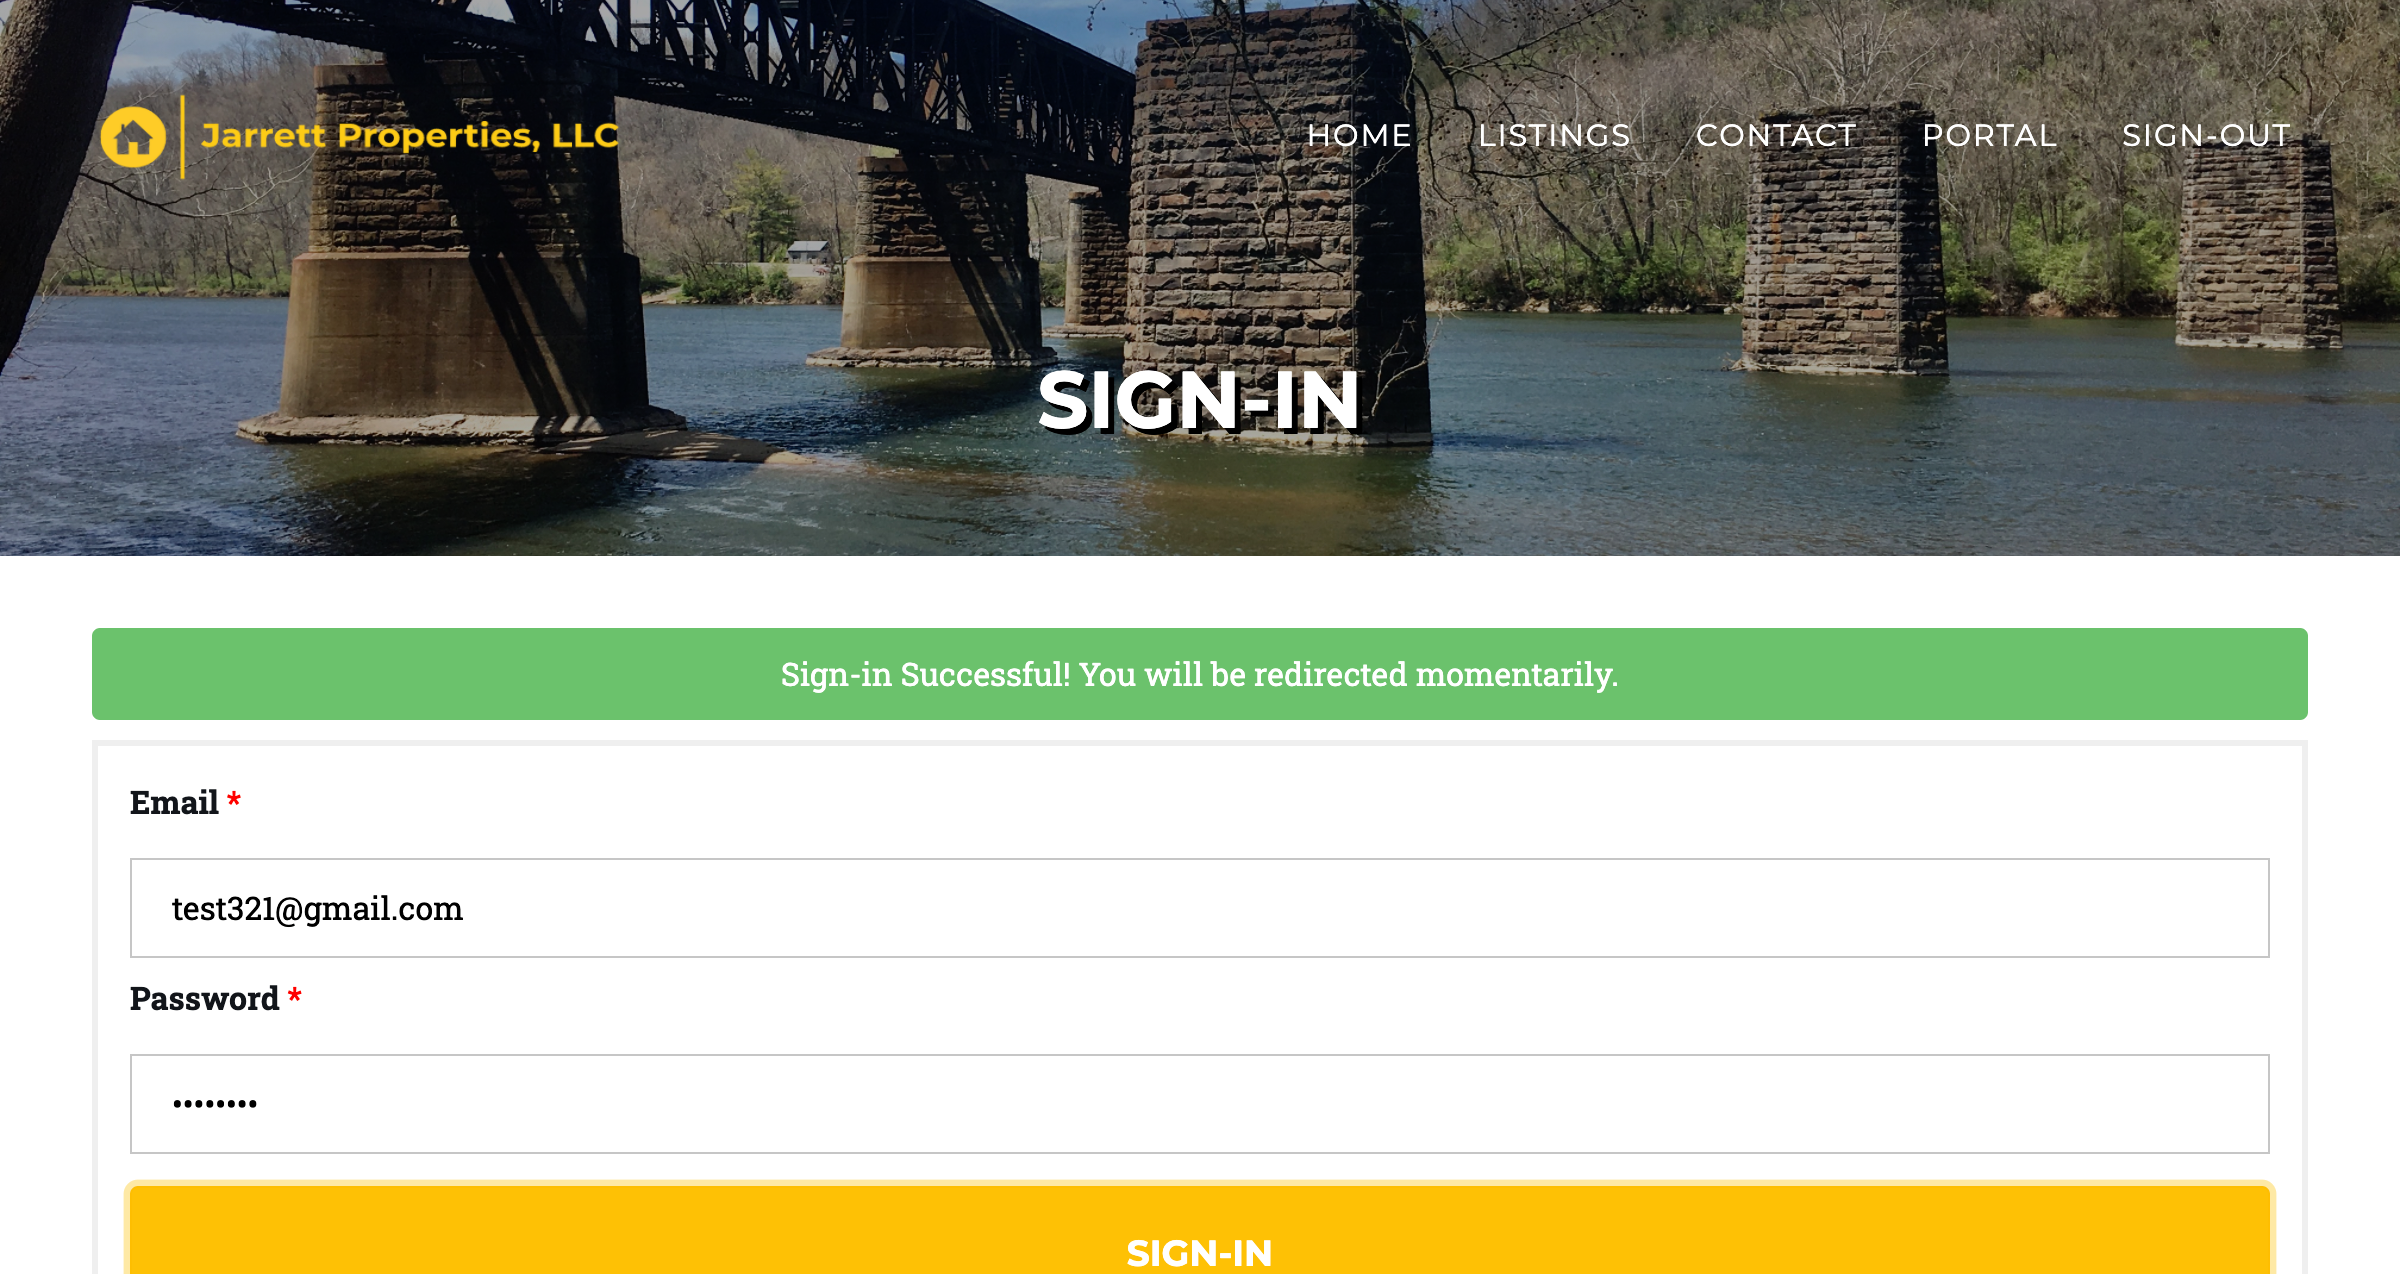 Jarrett Properties, LLC
HOME LISTINGS CONTACT PORTAL SIGN-OUT
SIGN-IN
Sign-in Successful! You will be redirected momentarily.
Email *
test321@gmail.com
Password *
••••••••
SIGN-IN